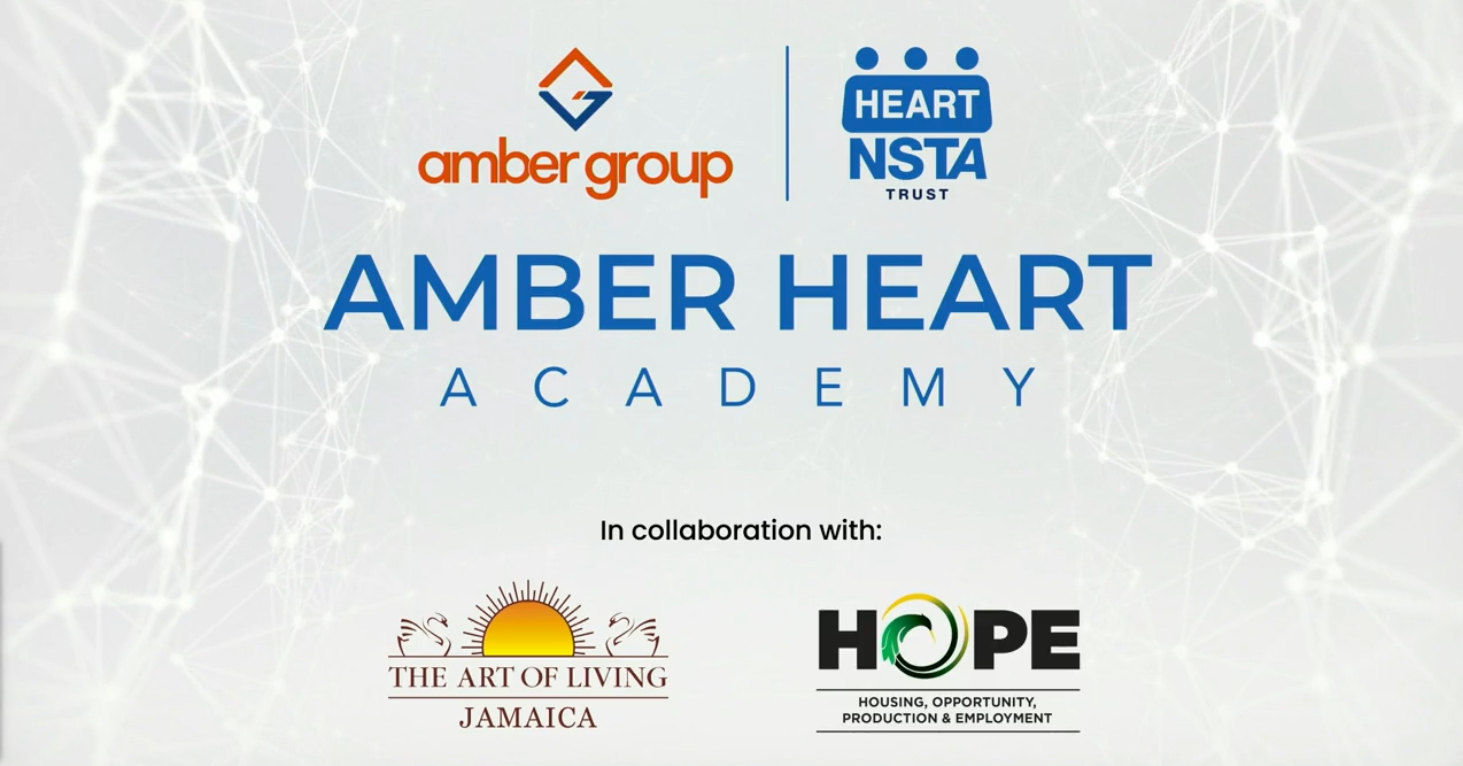 amber group
HEART
NSTA
TRUST
AMBER HEART
ACADEMY
In collaboration with:
THE ART OF LIVING
JAMAICA
HOPE
HOUSING, OPPORTUNITY,
PRODUCTION & EMPLOYMENT